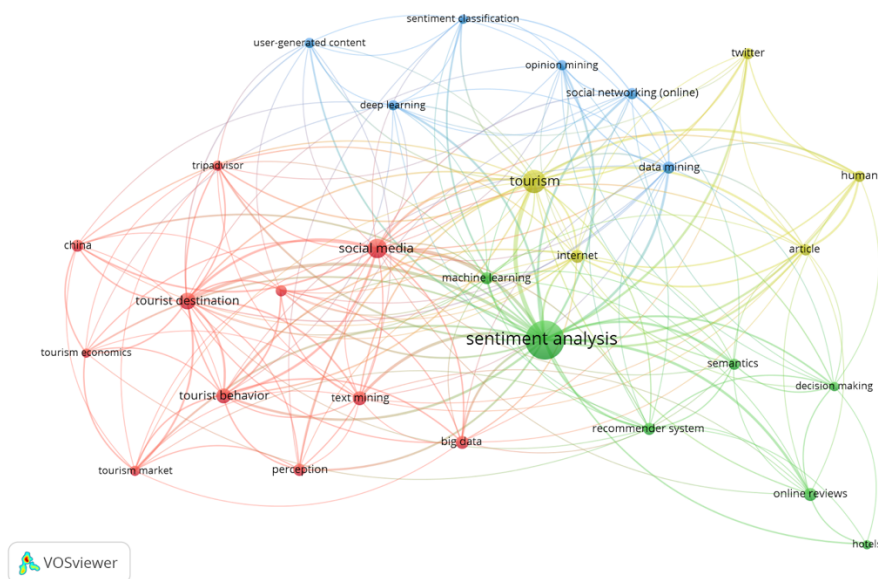 sentiment classification
user-generated content
twitter
opinion mining
social networking (online)
deep learning
tripadvisor
data mining
human
tourism
china
social media
article
internet
machine learning
tourist destination
sentiment analysis
tourism economics
semantics
decision making
tourist behavior
text mining
recommender system
big data
tourism market
perception
online reviews
hotels
VOSviewer